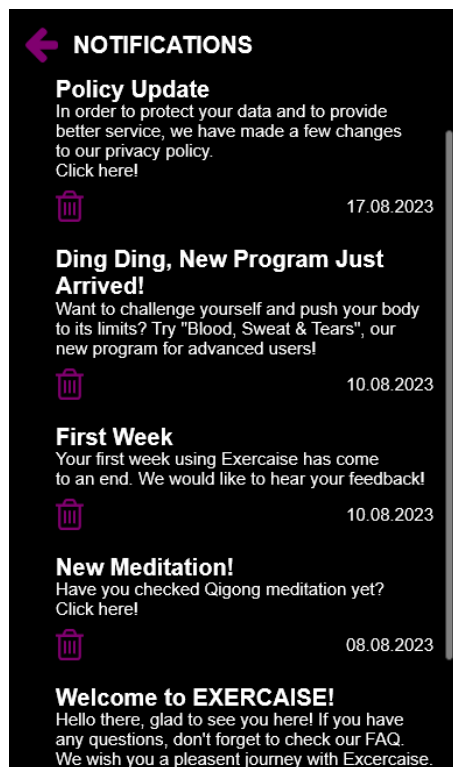 NOTIFICATIONS
Policy Update
In order to protect your data and to provide
better service, we have made a few changes
to our privacy policy.
Click here!
17.08.2023
Ding Ding, New Program Just
Arrived!
Want to challenge yourself and push your body
to its limits? Try "Blood, Sweat & Tears", our
new program for advanced users!
10.08.2023
First Week
Your first week using Exercaise has come
to an end. We would like to hear your feedback!
10.08.2023
New Meditation!
Have you checked Qigong meditation yet?
Click here!
08.08.2023
Welcome to EXERCAISE!
Hello there, glad to see you here! If you have
any questions, don't forget to check our FAQ.
We wish you a pleasent journey with Excercaise.